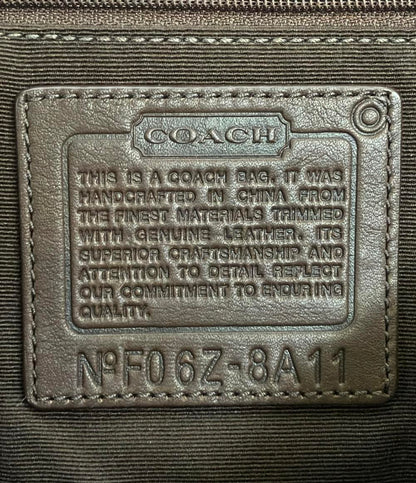 COACH
THIS IS A COACH BAG. IT WAS
HANDCRAFTED IN CHINA FROM
THE FINEST MATERIALS TRIMMED
WITH GENUINE LEATHER. ITS
SUPERIOR CRAFTSMANSHIP AND
ATTENTION TO DETAIL REFLECT
OUR COMMITMENT TO ENDURING
QUALITY.
NºF06Z-8A11